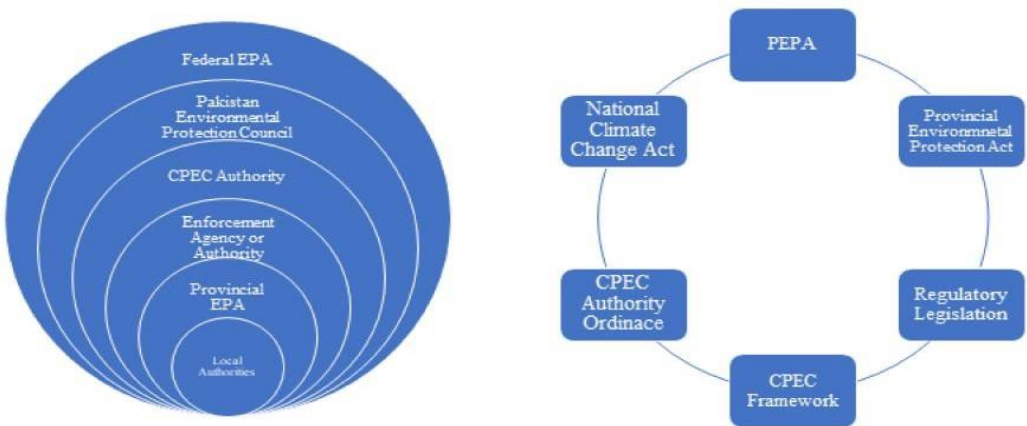 Federal EPA
Pakistan
Environmental
Protection Council
CPEC Authority
Enforcement
Agency or
Authority
Provincial
EPA
Local
Authorities
PEPA
Provincial
Environmnetal
Protection Act
Regulatory
Legislation
CPEC
Framework
CPEC
Authority
Ordinace
National
Climate
Change Act